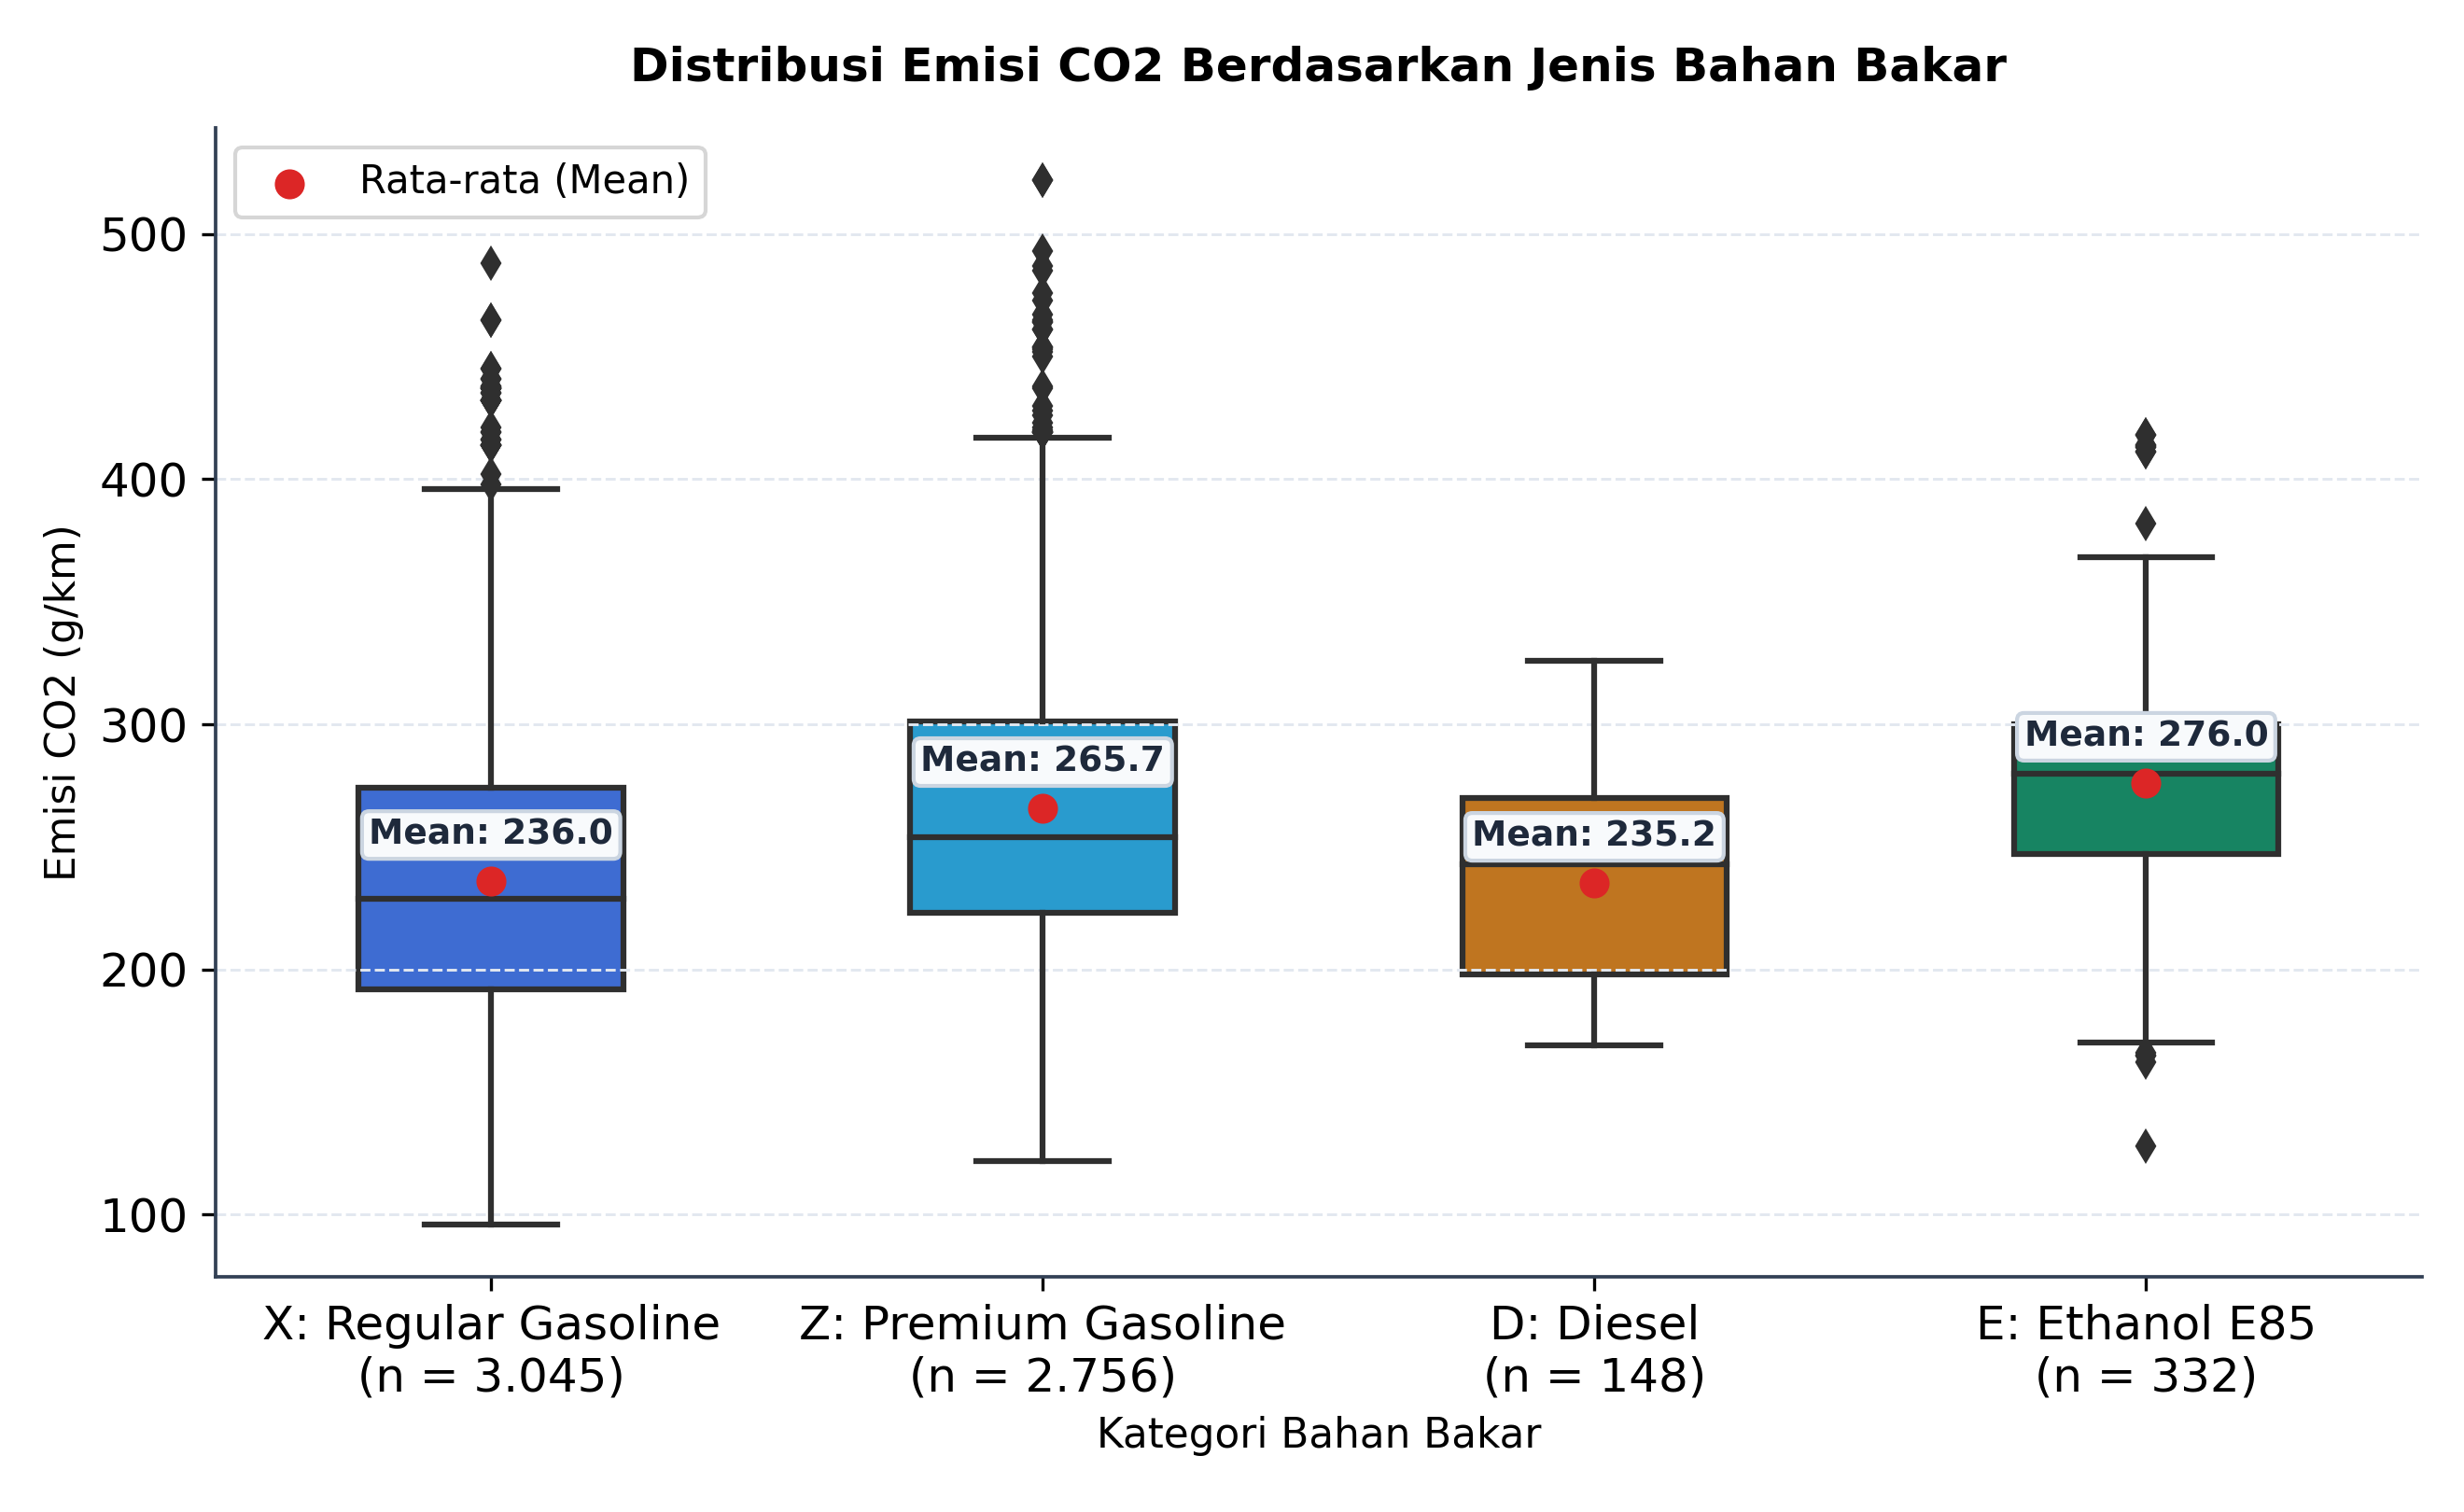 Distribusi Emisi CO2 Berdasarkan Jenis Bahan Bakar
Rata-rata (Mean)
Emisi CO2 (g/km)
500
400
300
200
100
Mean: 236.0
Mean: 265.7
Mean: 235.2
Mean: 276.0
X: Regular Gasoline
(n = 3.045)
Z: Premium Gasoline
(n = 2.756)
D: Diesel
(n = 148)
E: Ethanol E85
(n = 332)
Kategori Bahan Bakar